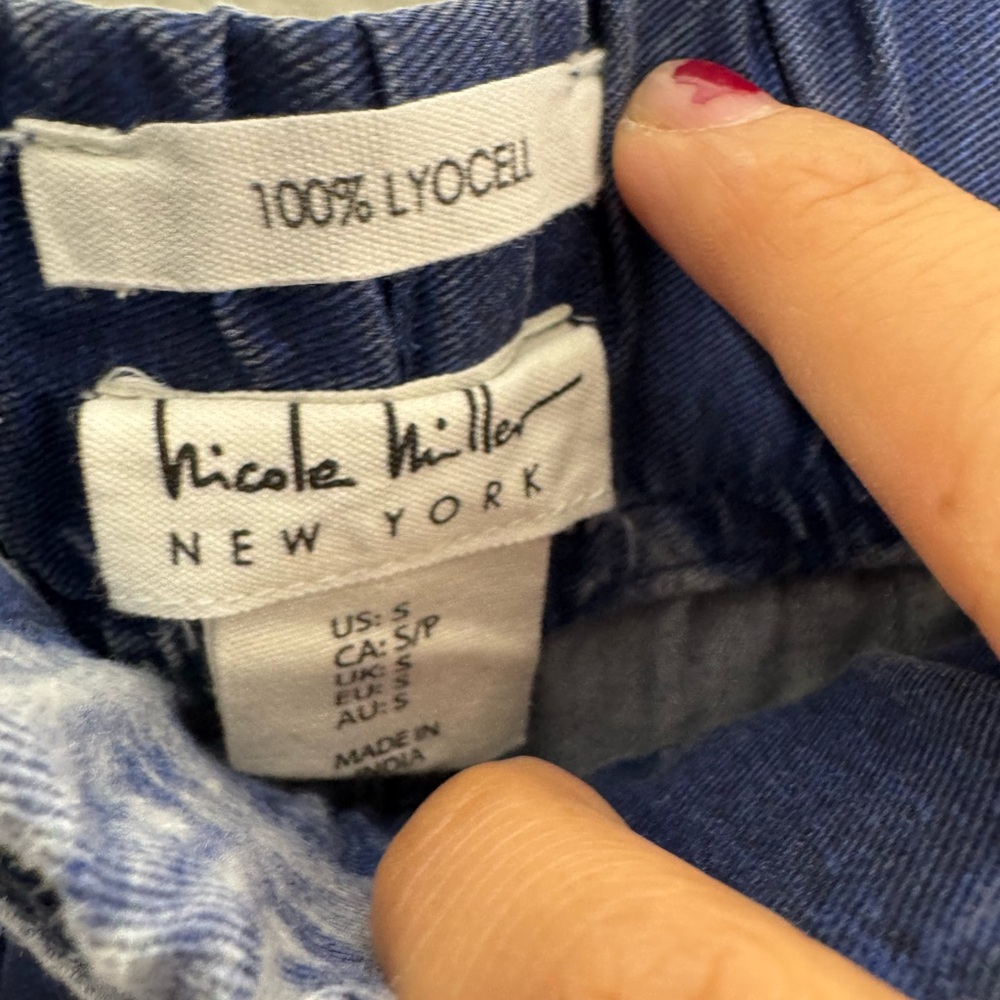 100% LYOCELL
Nicole Miller
NEW YORK
US: S
CA: S/P
UK: S
EU: S
AU: S
MADE IN
INDIA